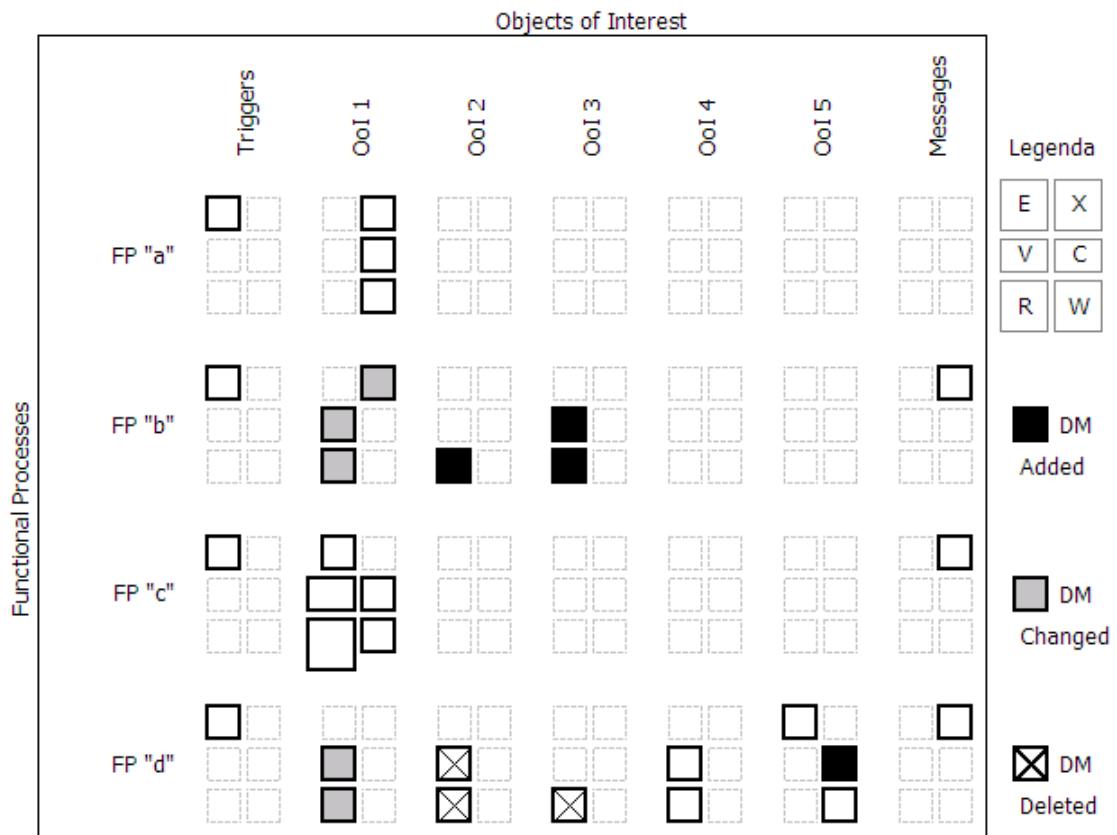 Objects of Interest
Triggers
OoI 1
OoI 2
OoI 3
OoI 4
OoI 5
Messages
Legenda
E X
V C
R W
Functional Processes
FP "a"
FP "b"
FP "c"
FP "d"
DM
Added
DM
Changed
DM
Deleted